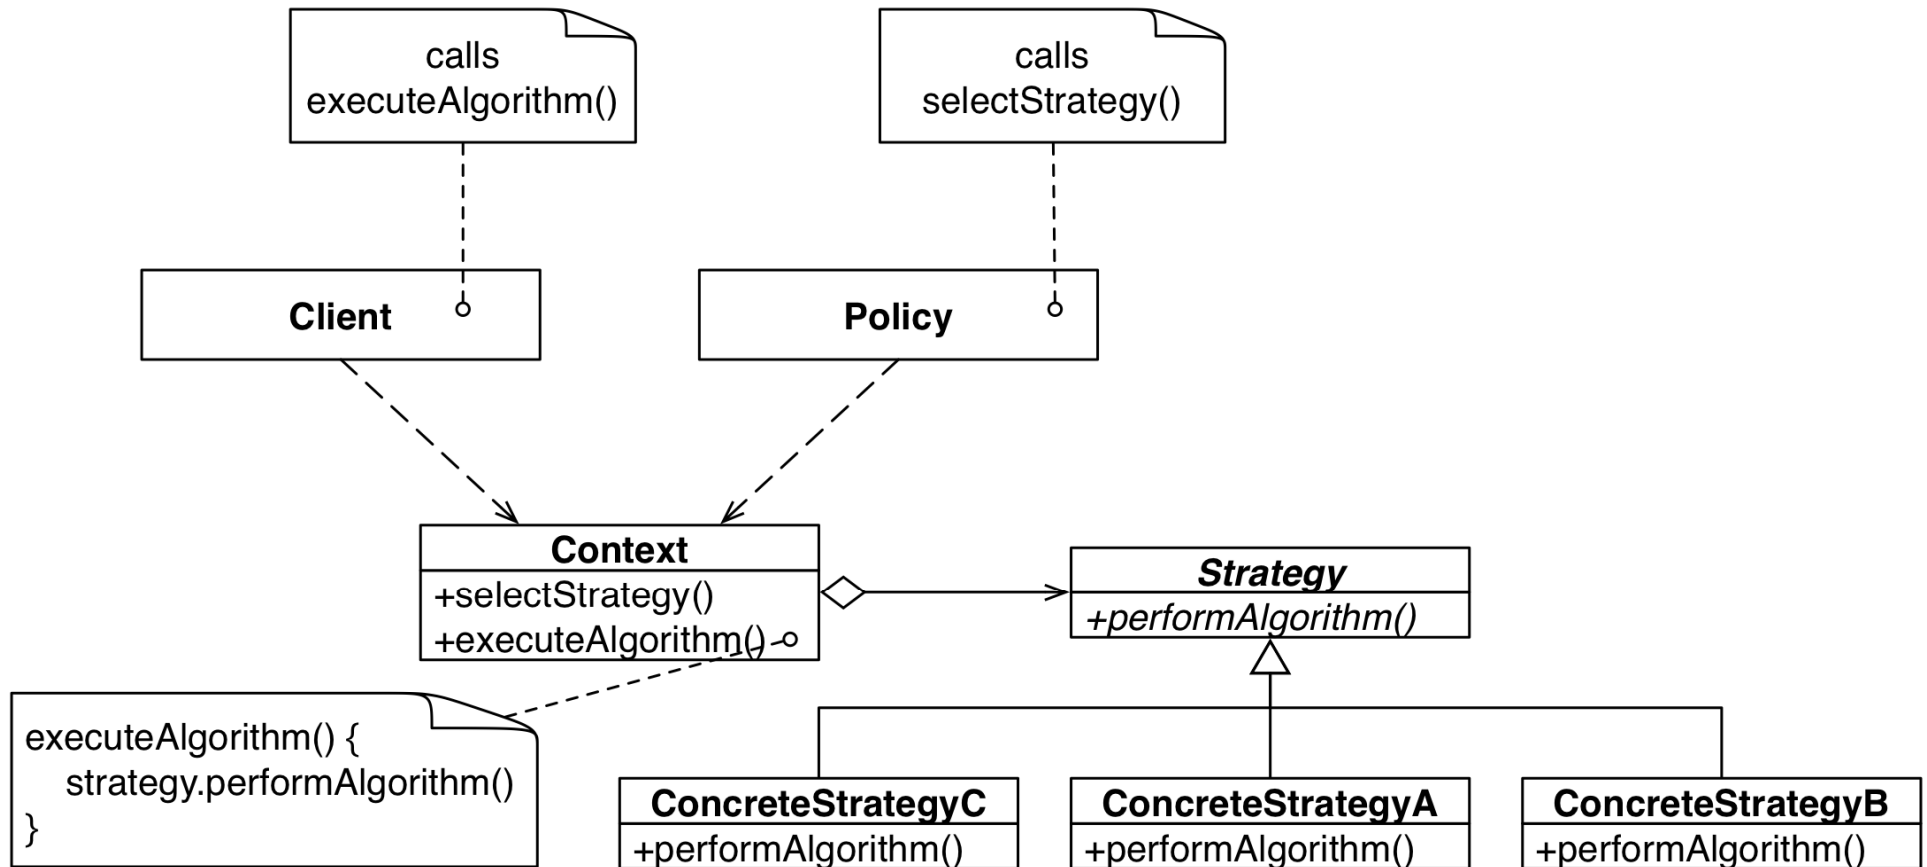 calls
executeAlgorithm()
calls
selectStrategy()
Client
Policy
Context
+selectStrategy()
+executeAlgorithm()
Strategy
+performAlgorithm()
executeAlgorithm() {
strategy.performAlgorithm()
}
ConcreteStrategyC
+performAlgorithm()
ConcreteStrategyA
+performAlgorithm()
ConcreteStrategyB
+performAlgorithm()